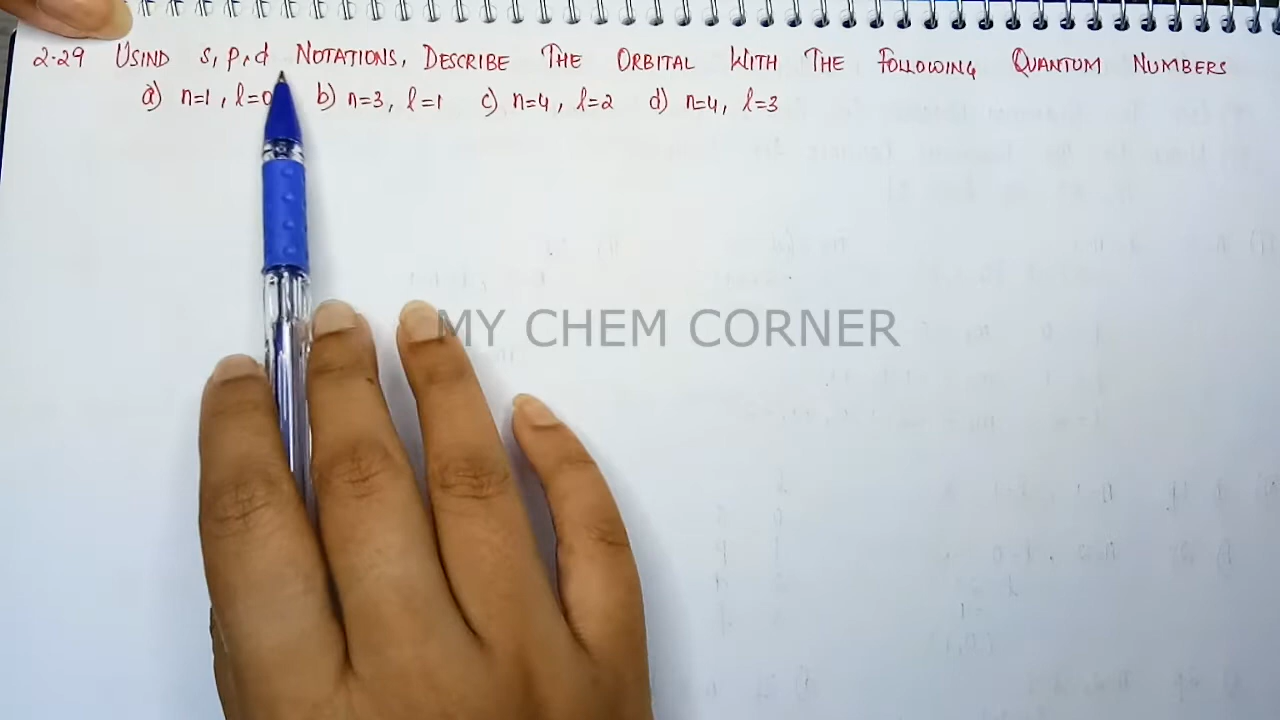 2.29 USIND s, p, d NOTATIONS, DESCRIBE THE ORBITAL WITH THE FOLLOWING QUANTUM NUMBERS
a) n=1, l=0 b) n=3, l=1 c) n=4, l=2 d) n=4, l=3
MY CHEM CORNER